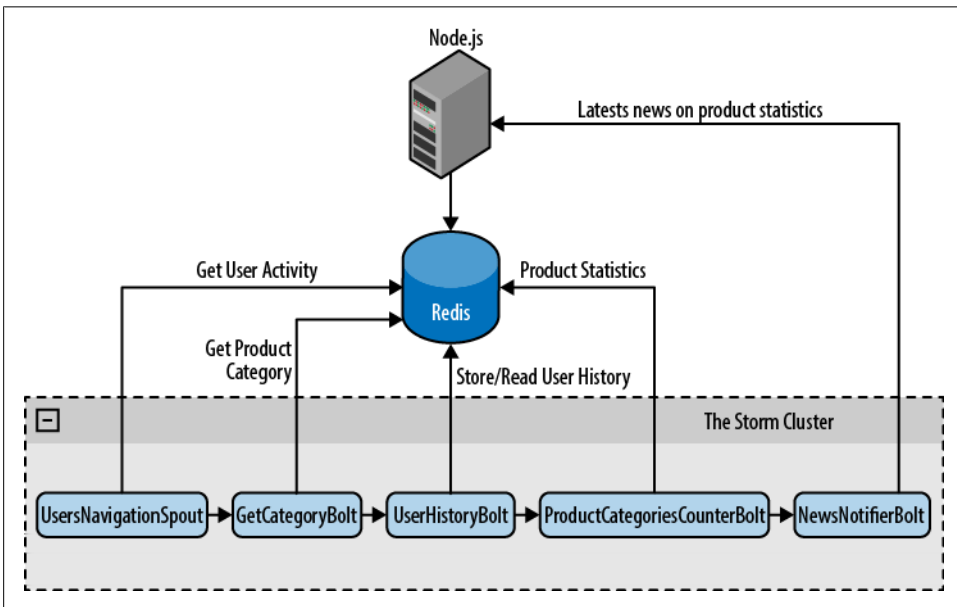 Node.js
Latests news on product statistics
Get User Activity
Product Statistics
Redis
Get Product
Category
Store/Read User History
The Storm Cluster
UsersNavigationSpout
GetCategoryBolt
UserHistoryBolt
ProductCategoriesCounterBolt
NewsNotifierBolt